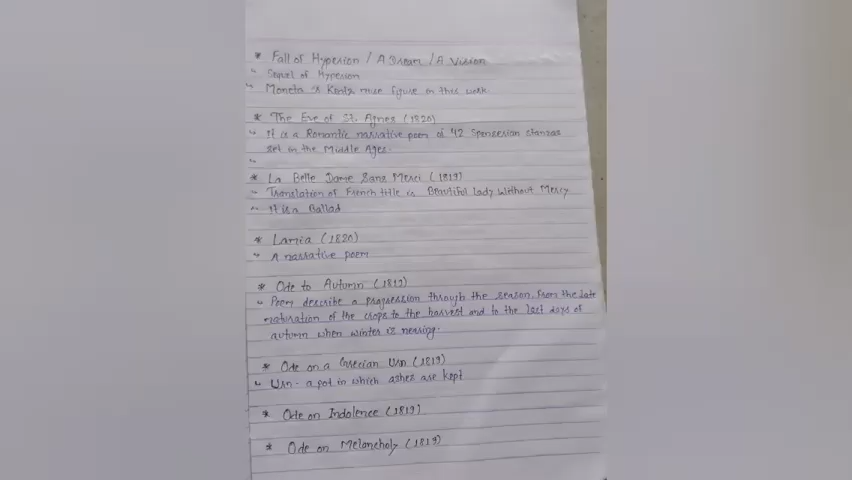 * Fall of Hyperion / A Dream / A Vision
Sequel of Hyperion
Moneta is Keats muse figure in this work.
* The Eve of St. Agnes (1820)
It is a Romantic narrative poem of 42 Spenserian stanzas
set in the Middle Ages.
* La Belle Dame Sans Merci (1819)
Translation of French title is Beautiful Lady Without Mercy
It is a Ballad
* Lamia (1820)
A narrative poem
* Ode to Autumn (1819)
Poem describe a progression through the season, from the late
maturation of the crops to the harvest and to the last days of
autumn when winter is nearing.
* Ode on a Grecian Urn (1819)
Urn - a pot in which ashes are kept
* Ode on Indolence (1819)
* Ode on Melancholy (1819)